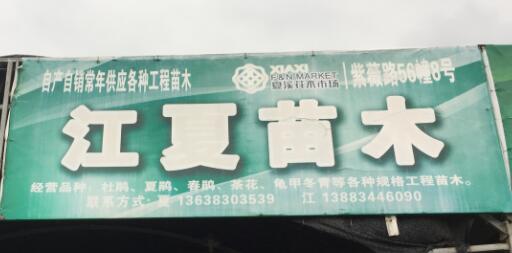 自产自销常年供应各种工程苗木
XIAXI
F&N MARKET
夏溪花木市场
紫薇路56幢8号
江夏苗木
经营品种：杜鹃、夏鹃、春鹃、茶花、龟甲冬青等各种规格工程苗木。
联系方式：夏 13638303539 江 13883446090